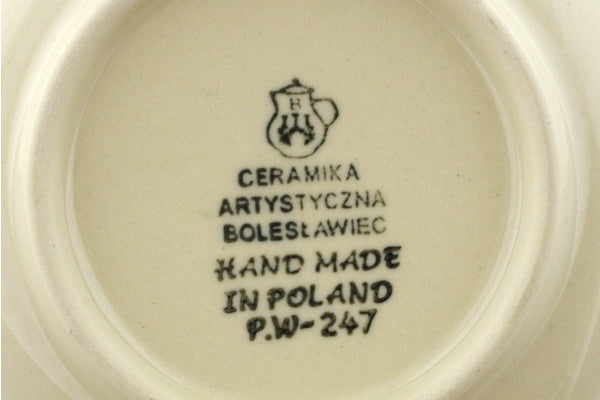 B
CERAMIKA
ARTYSTYCZNA
BOLESŁAWIEC
HAND MADE
IN POLAND
P.W-247